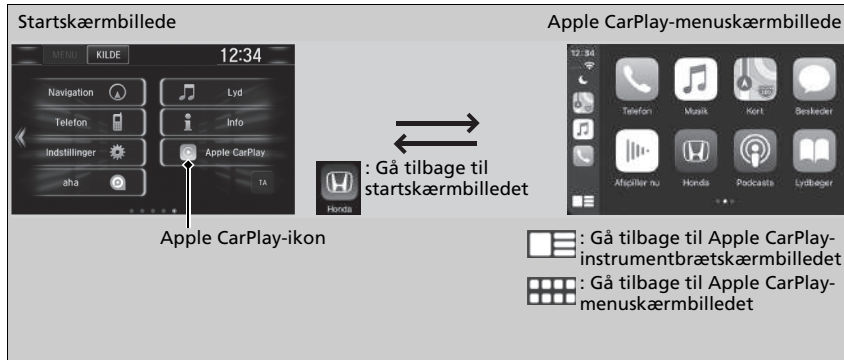 Startskærmbillede
Apple CarPlay-menuskærmbillede
MENU KILDE 12:34
Navigation Lyd
Telefon Info
Indstillinger Apple CarPlay
aha TA
Apple CarPlay-ikon
Honda
: Gå tilbage til
startskærmbilledet
12:34
Telefon Musik Kort Beskeder
Afspiller nu Honda Podcasts Lydbøger
: Gå tilbage til Apple CarPlay-
instrumentbrætskærmbilledet
: Gå tilbage til Apple CarPlay-
menuskærmbilledet